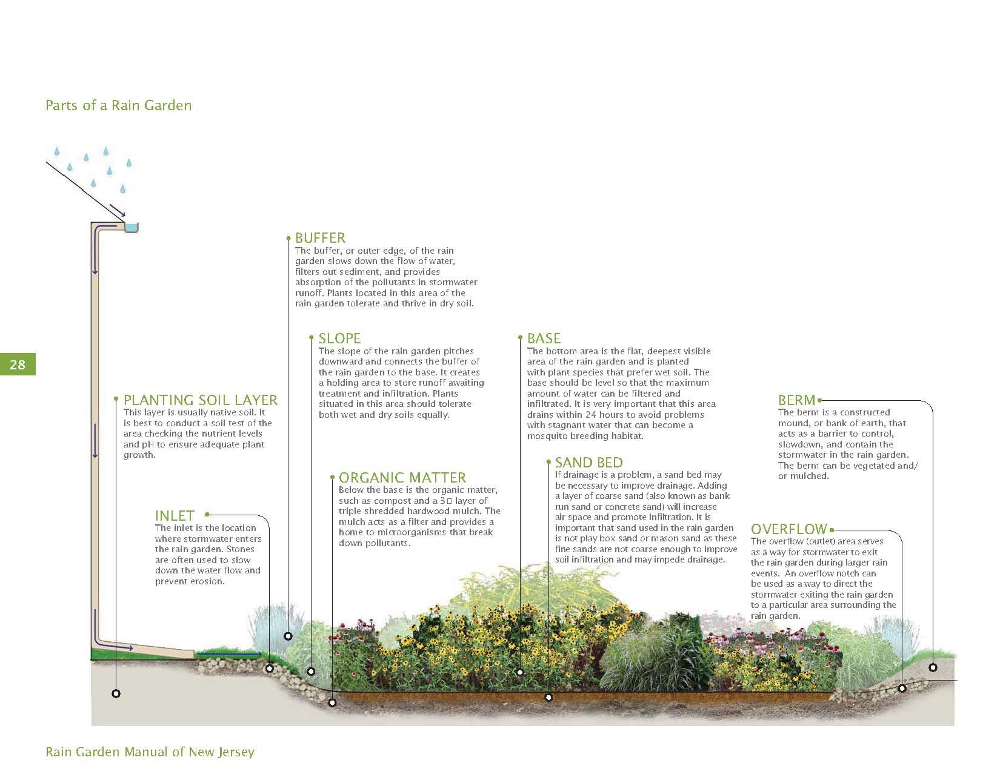 Parts of a Rain Garden
BUFFER
The buffer, or outer edge, of the rain
garden slows down the flow of water,
filters out sediment, and provides
absorption of the pollutants in stormwater
runoff. Plants located in this area of the
rain garden tolerate and thrive in dry soil.
SLOPE
The slope of the rain garden pitches
downward and connects the buffer of
the rain garden to the base. It creates
a holding area to store runoff awaiting
treatment and infiltration. Plants
situated in this area should tolerate
both wet and dry soils equally.
BASE
The bottom area is the flat, deepest visible
area of the rain garden and is planted
with plant species that prefer wet soil. The
base should be level so that the maximum
amount of water can be filtered and
infiltrated. It is very important that this area
drains within 24 hours to avoid problems
with stagnant water that can become a
mosquito breeding habitat.
28
PLANTING SOIL LAYER
This layer is usually native soil. It
is best to conduct a soil test of the
area checking the nutrient levels
and pH to ensure adequate plant
growth.
BERM
The berm is a constructed
mound, or bank of earth, that
acts as a barrier to control,
slowdown, and contain the
stormwater in the rain garden.
The berm can be vegetated and/
or mulched.
ORGANIC MATTER
Below the base is the organic matter,
such as compost and a 3□ layer of
triple shredded hardwood mulch. The
mulch acts as a filter and provides a
home to microorganisms that break
down pollutants.
SAND BED
If drainage is a problem, a sand bed may
be necessary to improve drainage. Adding
a layer of coarse sand (also known as bank
run sand or concrete sand) will increase
air space and promote infiltration. It is
important that sand used in the rain garden
is not play box sand or mason sand as these
fine sands are not coarse enough to improve
soil infiltration and may impede drainage.
INLET
The inlet is the location
where stormwater enters
the rain garden. Stones
are often used to slow
down the water flow and
prevent erosion.
OVERFLOW
The overflow (outlet) area serves
as a way for stormwater to exit
the rain garden during larger rain
events. An overflow notch can
be used as a way to direct the
stormwater exiting the rain garden
to a particular area surrounding the
rain garden.
Rain Garden Manual of New Jersey